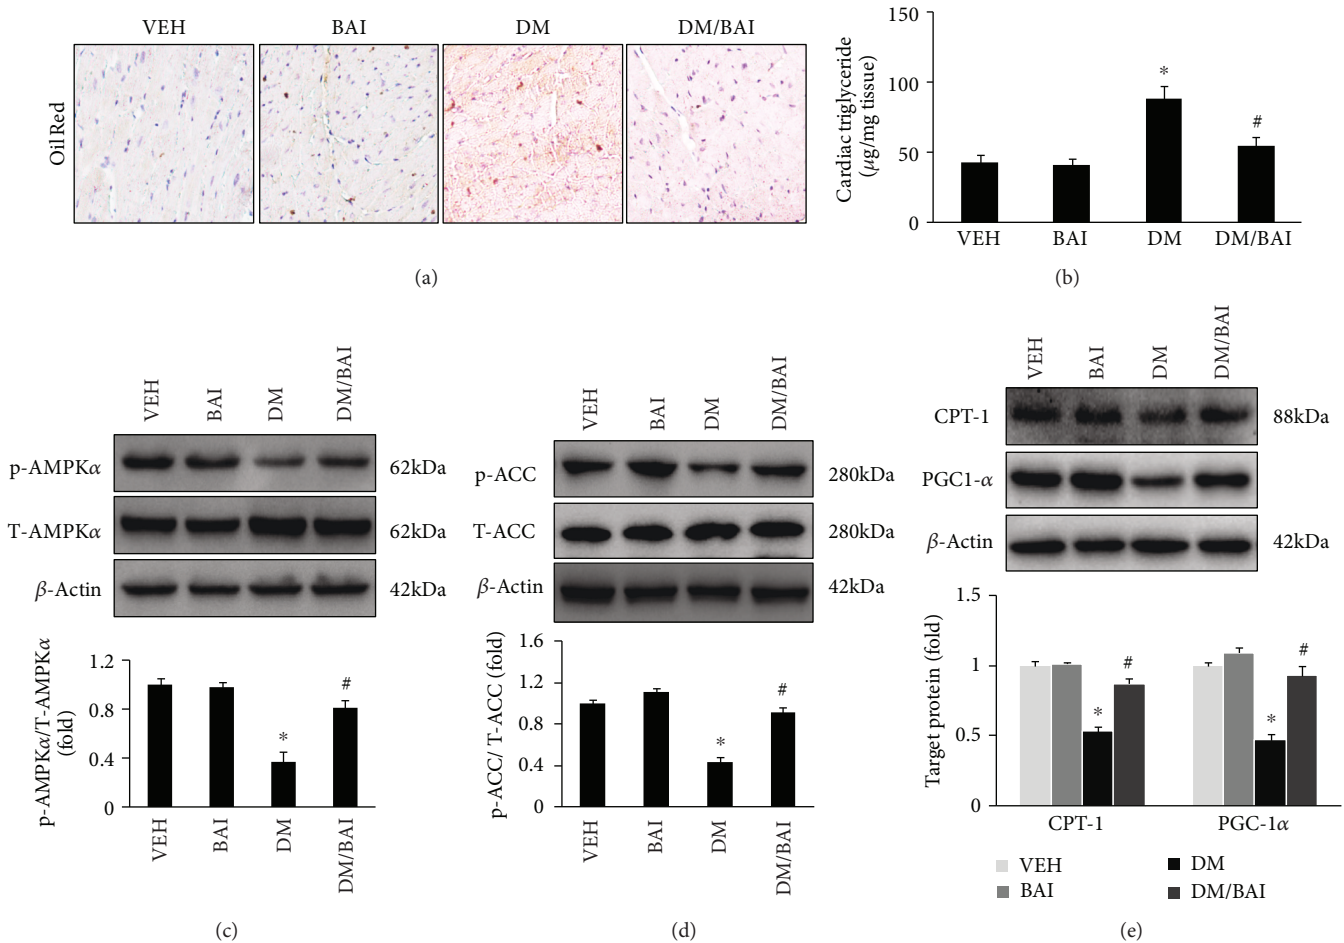 VEH BAI DM DM/BAI
Oil Red
(a)
Cardiac triglyceride
(μg/mg tissue)
150
100
50
0
*
#
VEH BAI DM DM/BAI
(b)
VEH BAI DM DM/BAI
p-AMPKα 62kDa
T-AMPKα 62kDa
β-Actin 42kDa
p-AMPKα/T-AMPKα
(fold)
1.2
0.8
0.4
0
*
#
VEH BAI DM DM/BAI
(c)
VEH BAI DM DM/BAI
p-ACC 280kDa
T-ACC 280kDa
β-Actin 42kDa
p-ACC/ T-ACC (fold)
1.6
1.2
0.8
0.4
0
*
#
VEH BAI DM DM/BAI
(d)
VEH BAI DM DM/BAI
CPT-1 88kDa
PGC1-α
β-Actin 42kDa
Target protein (fold)
1.5
1
0.5
0
*
#
*
#
CPT-1 PGC-1α
VEH DM
BAI DM/BAI
(e)